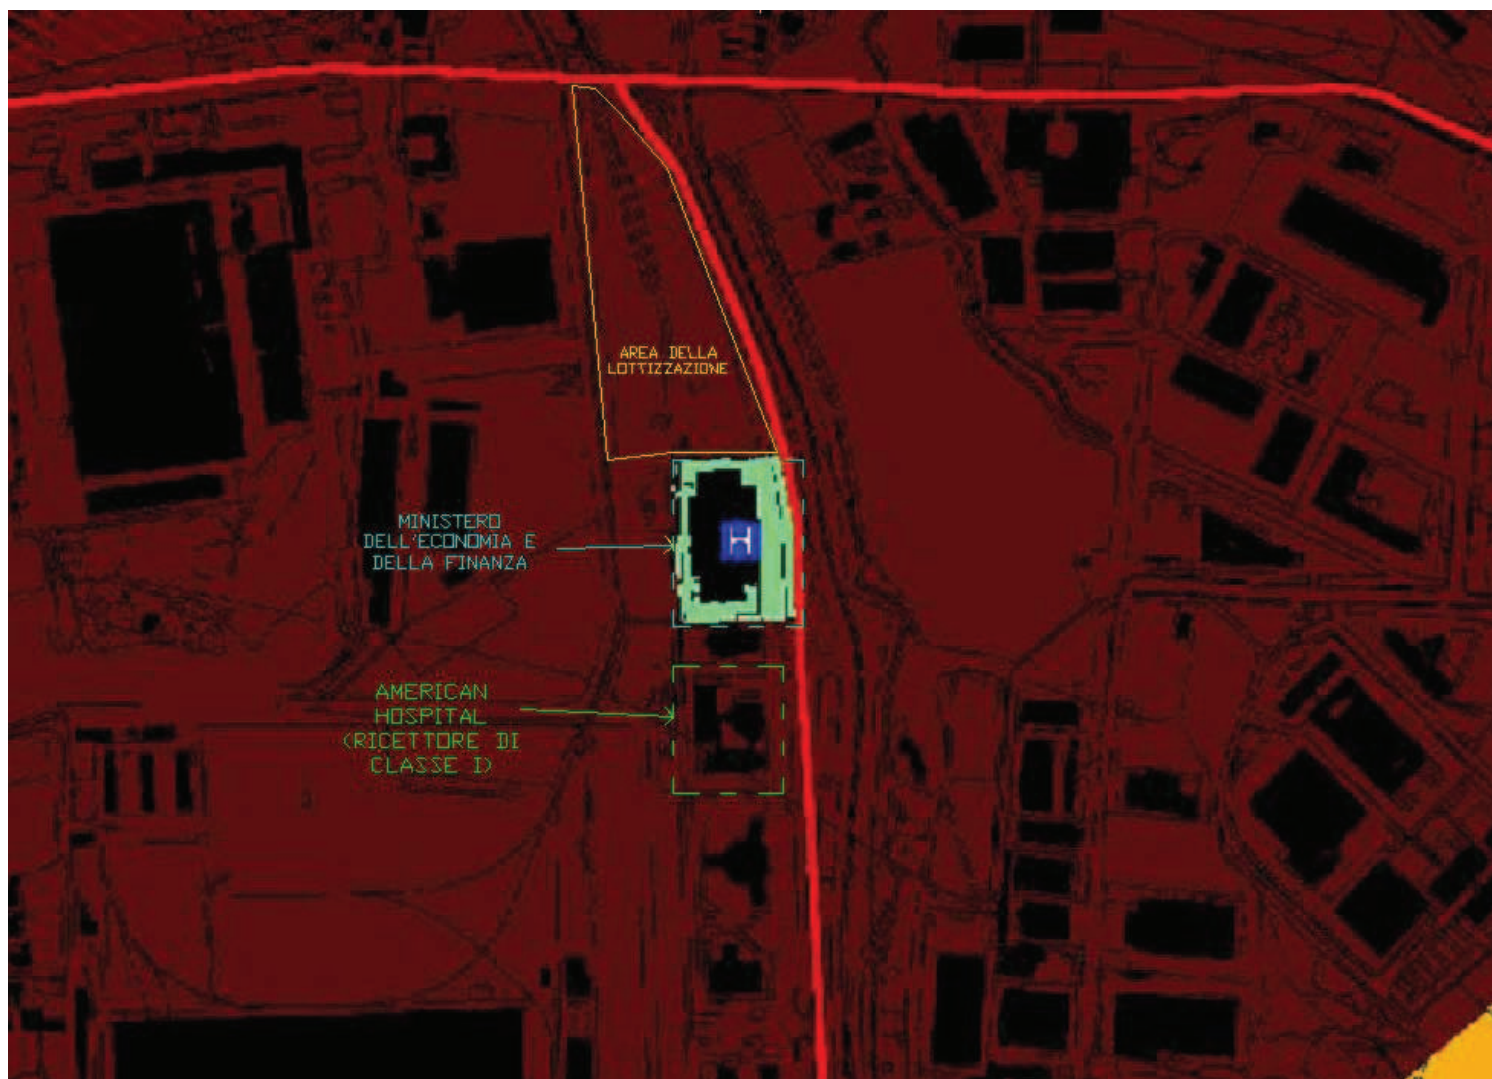 AREA DELLA
LOTTIZZAZIONE
MINISTERO
DELL'ECONOMIA E
DELLA FINANZA
H
AMERICAN
HOSPITAL
(RICETTORE DI
CLASSE I)